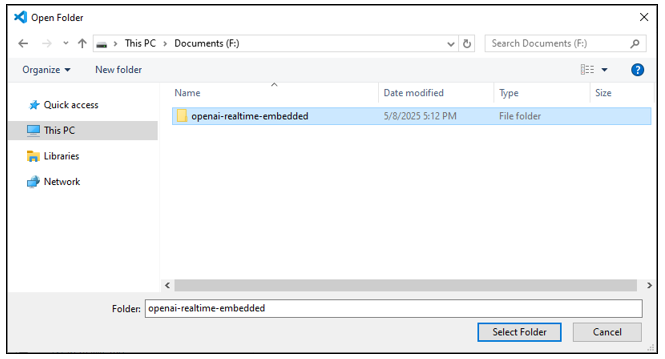 Open Folder
This PC > Documents (F:)
Search Documents (F:)
Organize
New folder
Name
Date modified
Type
Size
Quick access
openai-realtime-embedded
5/8/2025 5:12 PM
File folder
This PC
Libraries
Network
Folder: openai-realtime-embedded
Select Folder
Cancel